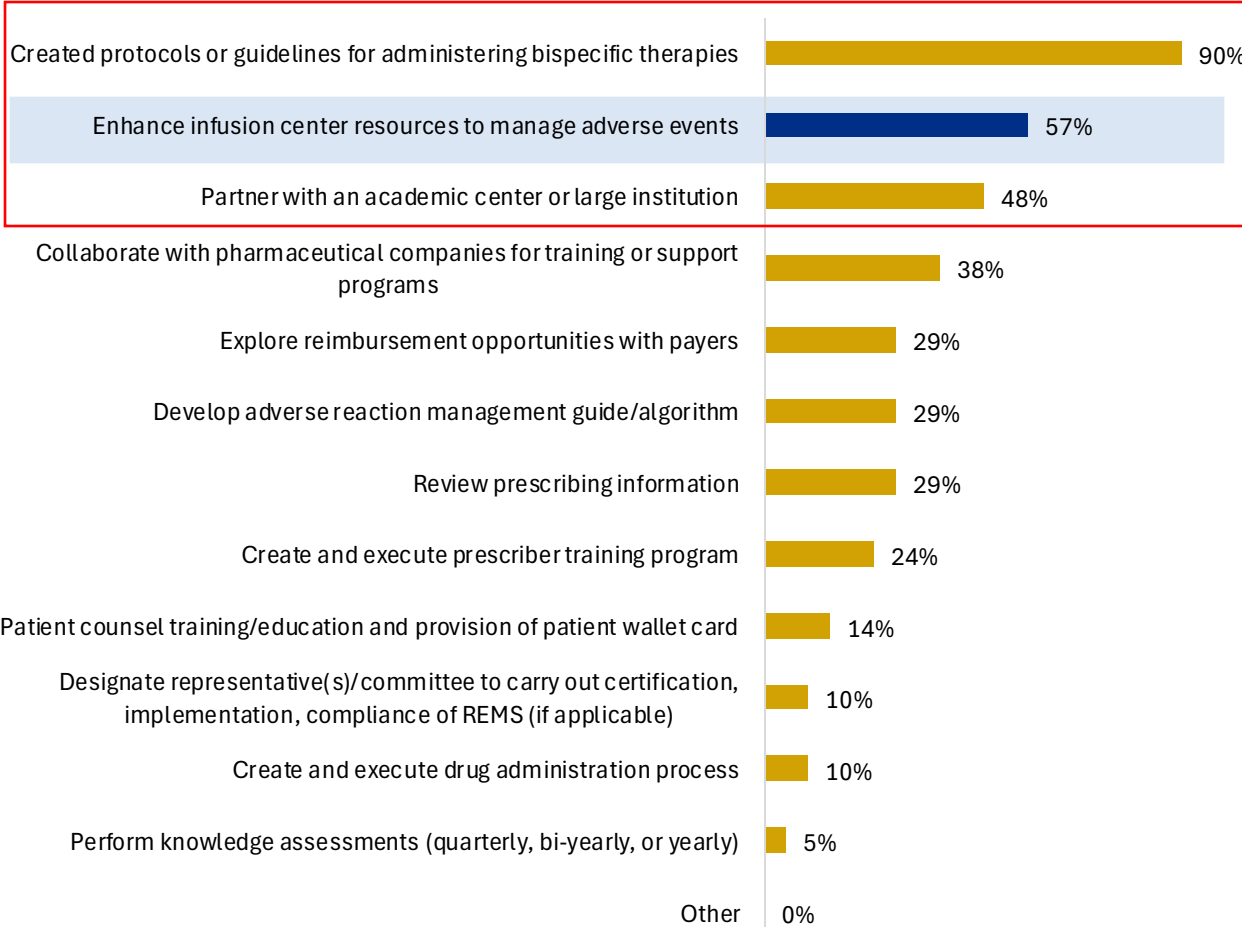 Created protocols or guidelines for administering bispecific therapies
90%
Enhance infusion center resources to manage adverse events
57%
Partner with an academic center or large institution
48%
Collaborate with pharmaceutical companies for training or support
programs
38%
Explore reimbursement opportunities with payers
29%
Develop adverse reaction management guide/algorithm
29%
Review prescribing information
29%
Create and execute prescriber training program
24%
Patient counsel training/education and provision of patient wallet card
14%
Designate representative(s)/committee to carry out certification,
implementation, compliance of REMS (if applicable)
10%
Create and execute drug administration process
10%
Perform knowledge assessments (quarterly, bi-yearly, or yearly)
5%
Other
0%